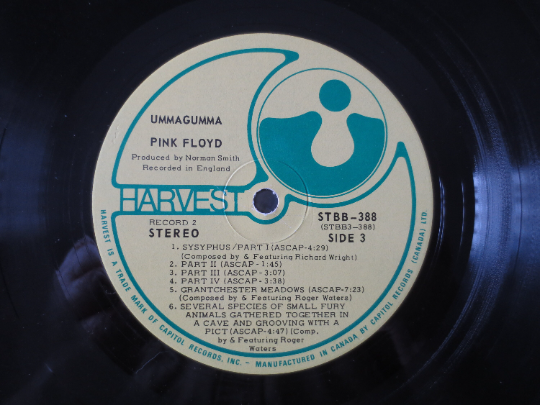 UMMAGUMMA
PINK FLOYD
Produced by Norman Smith
Recorded in England
HARVEST
RECORD 2
STEREO
STBB-388
(STBB3-388)
SIDE 3
1. SYSYPHUS/PART I (ASCAP-4:29)
(Composed by & Featuring Richard Wright)
2. PART II (ASCAP-1:45)
3. PART III (ASCAP-3:07)
4. PART IV (ASCAP-3:38)
5. GRANTCHESTER MEADOWS (ASCAP-7:23)
(Composed by & Featuring Roger Waters)
6. SEVERAL SPECIES OF SMALL FURY
ANIMALS GATHERED TOGETHER IN
A CAVE AND GROOVING WITH A
PICT (ASCAP-4:47) (Comp.
by & Featuring Roger
Waters
HARVEST IS A TRADE MARK OF CAPITOL RECORDS, INC. – MANUFACTURED IN CANADA BY CAPITOL RECORDS (CANADA) LTD.